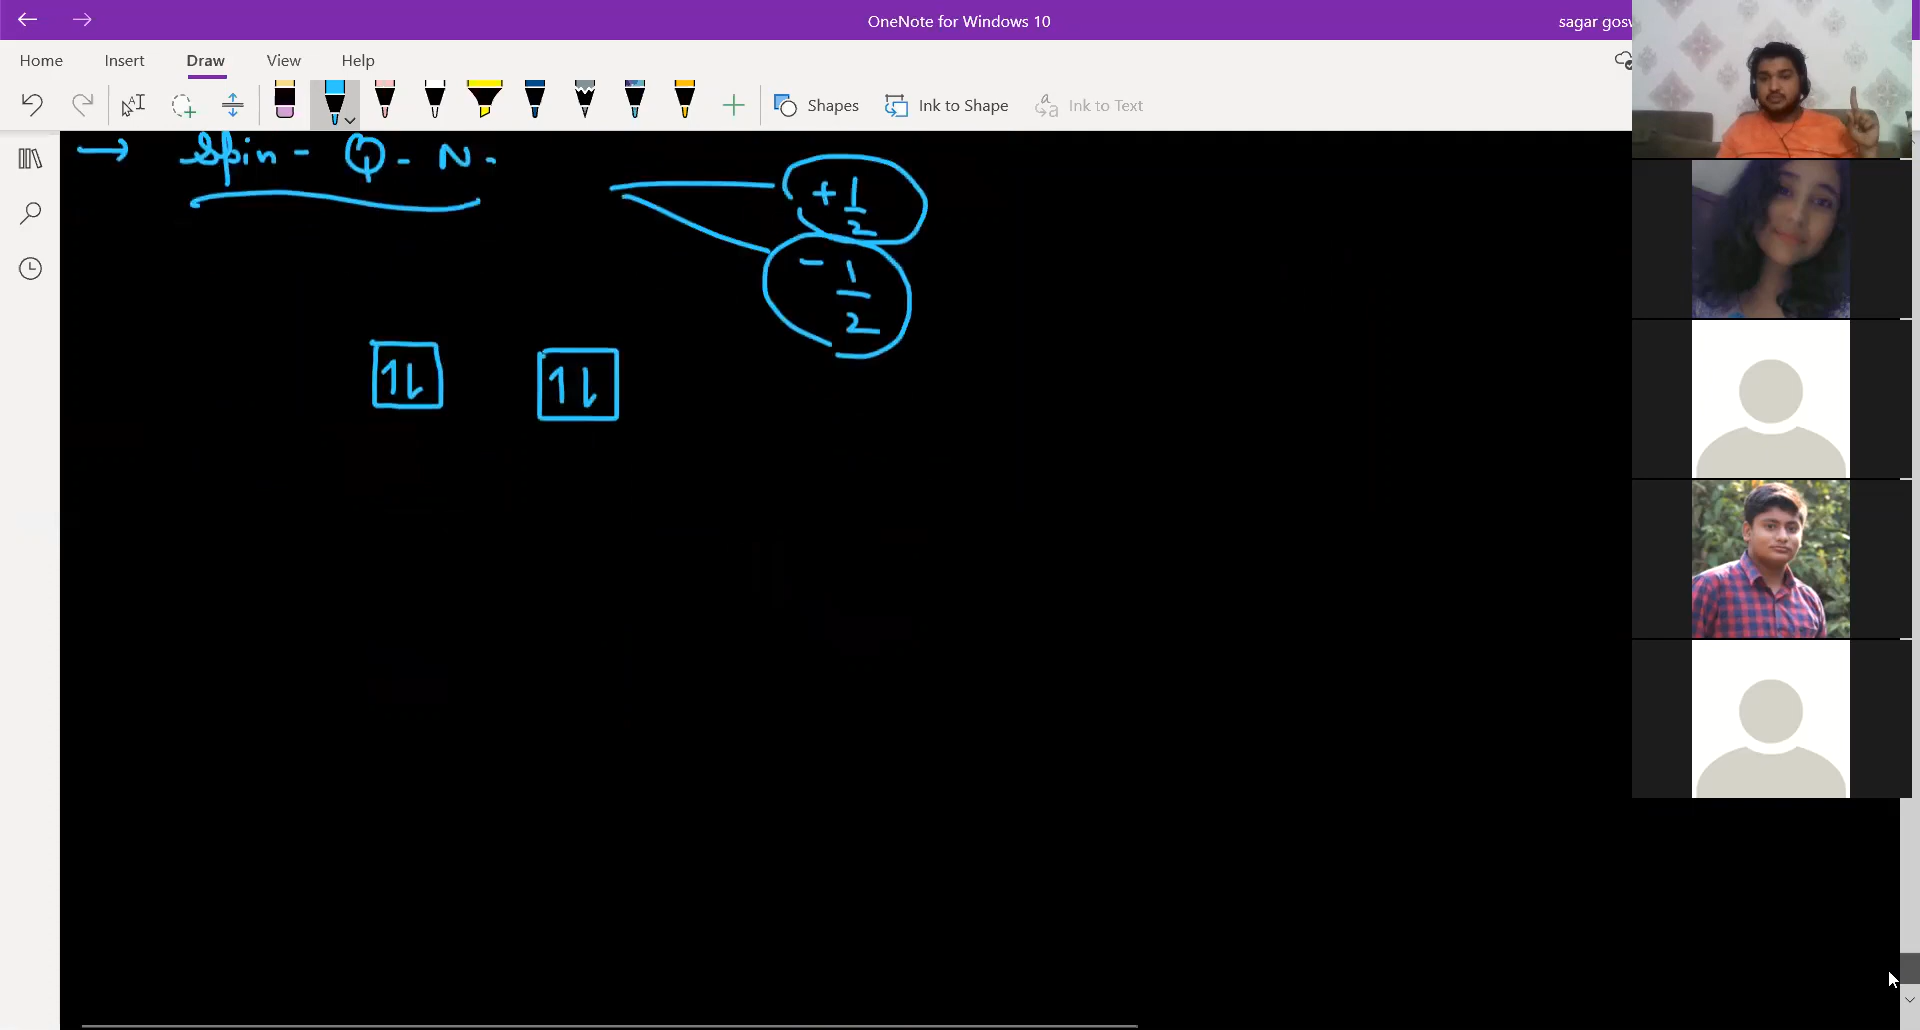 OneNote for Windows 10
sagar gosw
Home Insert Draw View Help
Shapes Ink to Shape Ink to Text
→ Spin - Q. N.
+ 1/2
- 1/2
↿⇂ ↿⇂